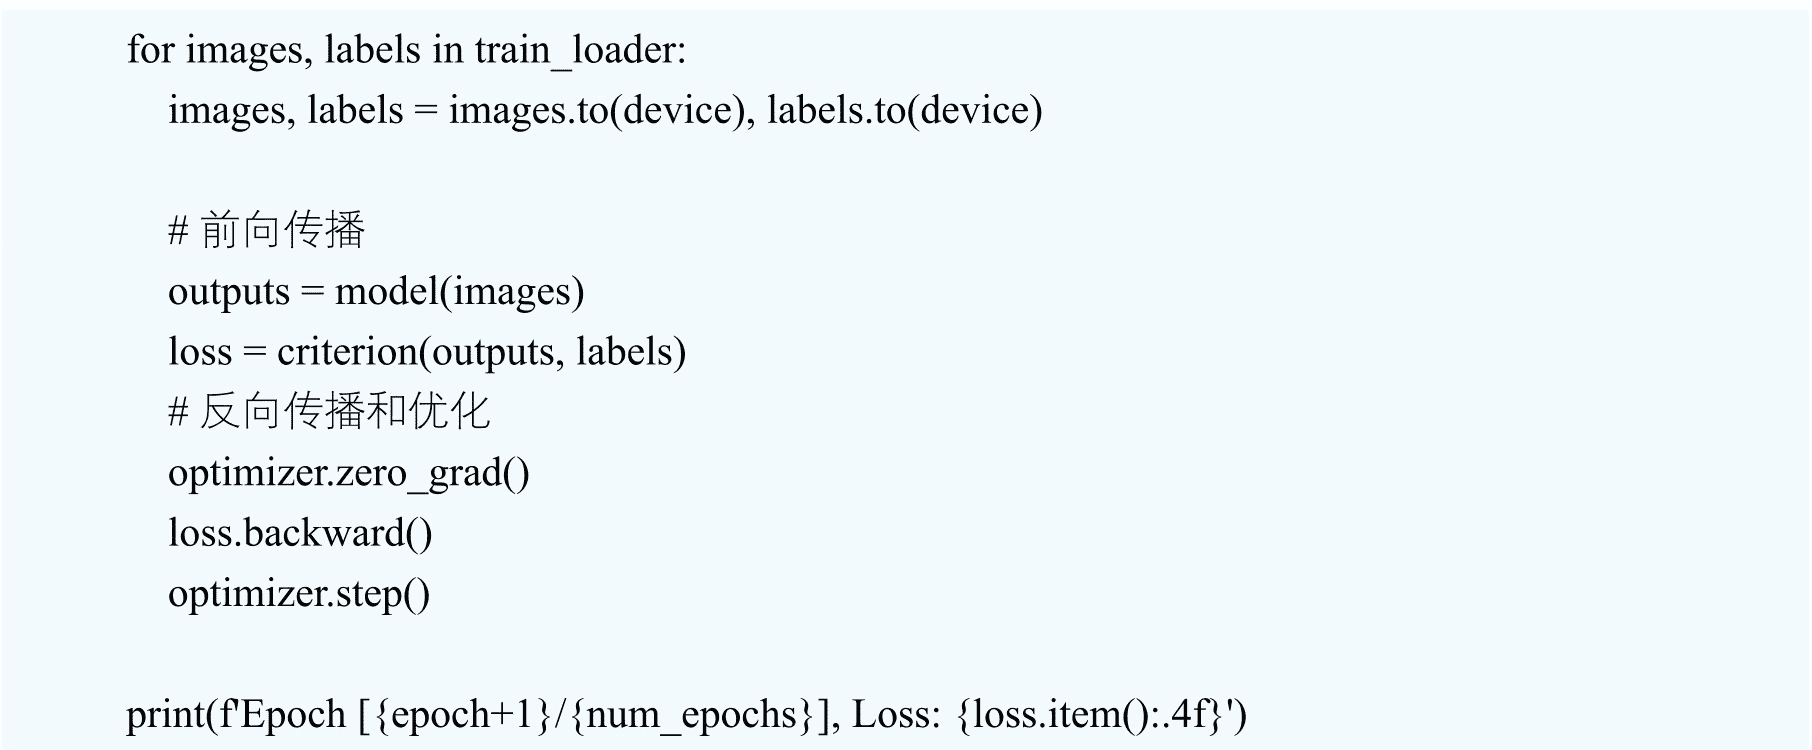 for images, labels in train_loader:
images, labels = images.to(device), labels.to(device)
# 前向传播
outputs = model(images)
loss = criterion(outputs, labels)
# 反向传播和优化
optimizer.zero_grad()
loss.backward()
optimizer.step()
print(f'Epoch [{epoch+1}/{num_epochs}], Loss: {loss.item():.4f}')